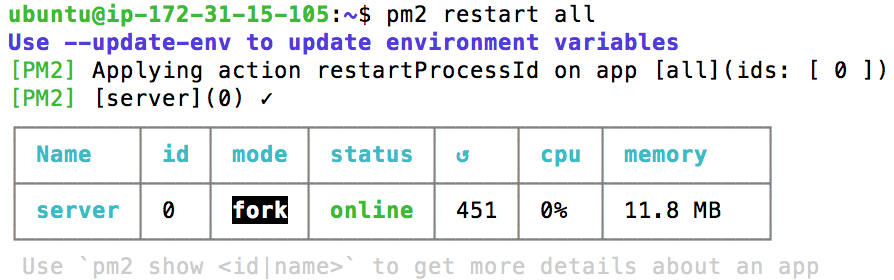 ubuntu@ip-172-31-15-105:~$ pm2 restart all
Use --update-env to update environment variables
[PM2] Applying action restartProcessId on app [all](ids: [ 0 ])
[PM2] [server](0) ✓
Name id mode status ↺ cpu memory
server 0 fork online 451 0% 11.8 MB
Use `pm2 show <id|name>` to get more details about an app